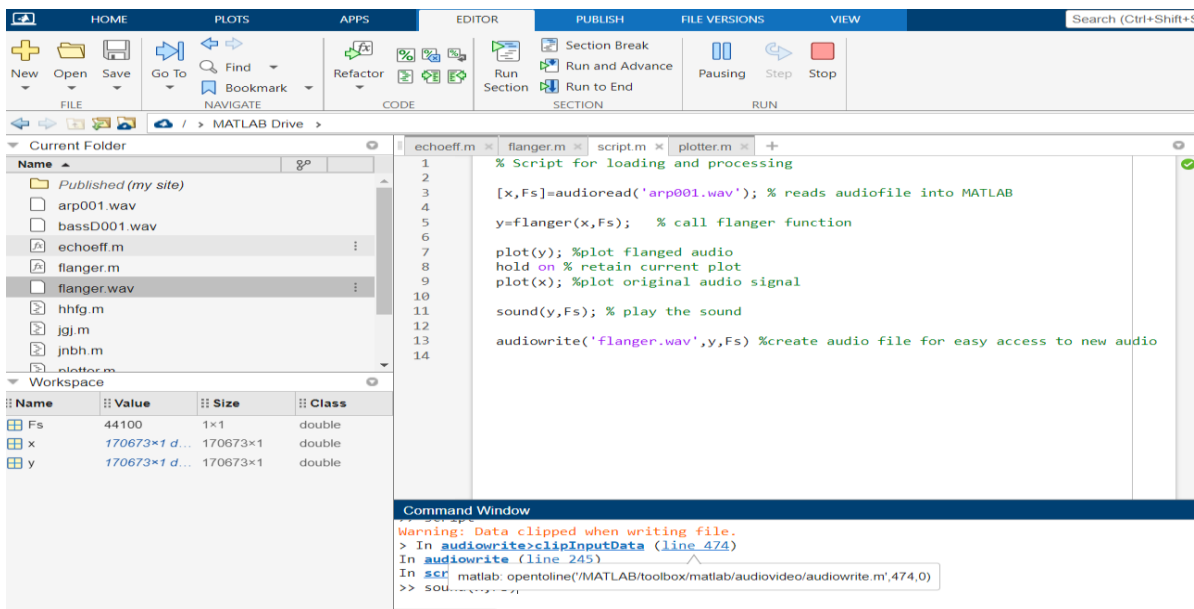 HOME PLOTS APPS EDITOR PUBLISH FILE VERSIONS VIEW Search (Ctrl+Shift+S
New Open Save Go To Find Bookmark Refactor Run Section Section Break Run and Advance Run to End Pausing Step Stop
FILE NAVIGATE CODE SECTION RUN
/ > MATLAB Drive >
Current Folder
Name
Published (my site)
arp001.wav
bassD001.wav
echoeff.m
flanger.m
flanger.wav
hhfg.m
jgj.m
jnbh.m
plotter.m
Workspace
Name Value Size Class
Fs 44100 1×1 double
x 170673×1 d... 170673×1 double
y 170673×1 d... 170673×1 double
echoeff.m × flanger.m × script.m × plotter.m × +
1 % Script for loading and processing
2
3 [x,Fs]=audioread('arp001.wav'); % reads audiofile into MATLAB
4
5 y=flanger(x,Fs); % call flanger function
6
7 plot(y); %plot flanged audio
8 hold on % retain current plot
9 plot(x); %plot original audio signal
10
11 sound(y,Fs); % play the sound
12
13 audiowrite('flanger.wav',y,Fs) %create audio file for easy access to new audio
14
Command Window
>> script
Warning: Data clipped when writing file.
> In audiowrite>clipInputData (line 474)
In audiowrite (line 245)
In scr
matlab: opentoline('/MATLAB/toolbox/matlab/audiovideo/audiowrite.m',474,0)
>>